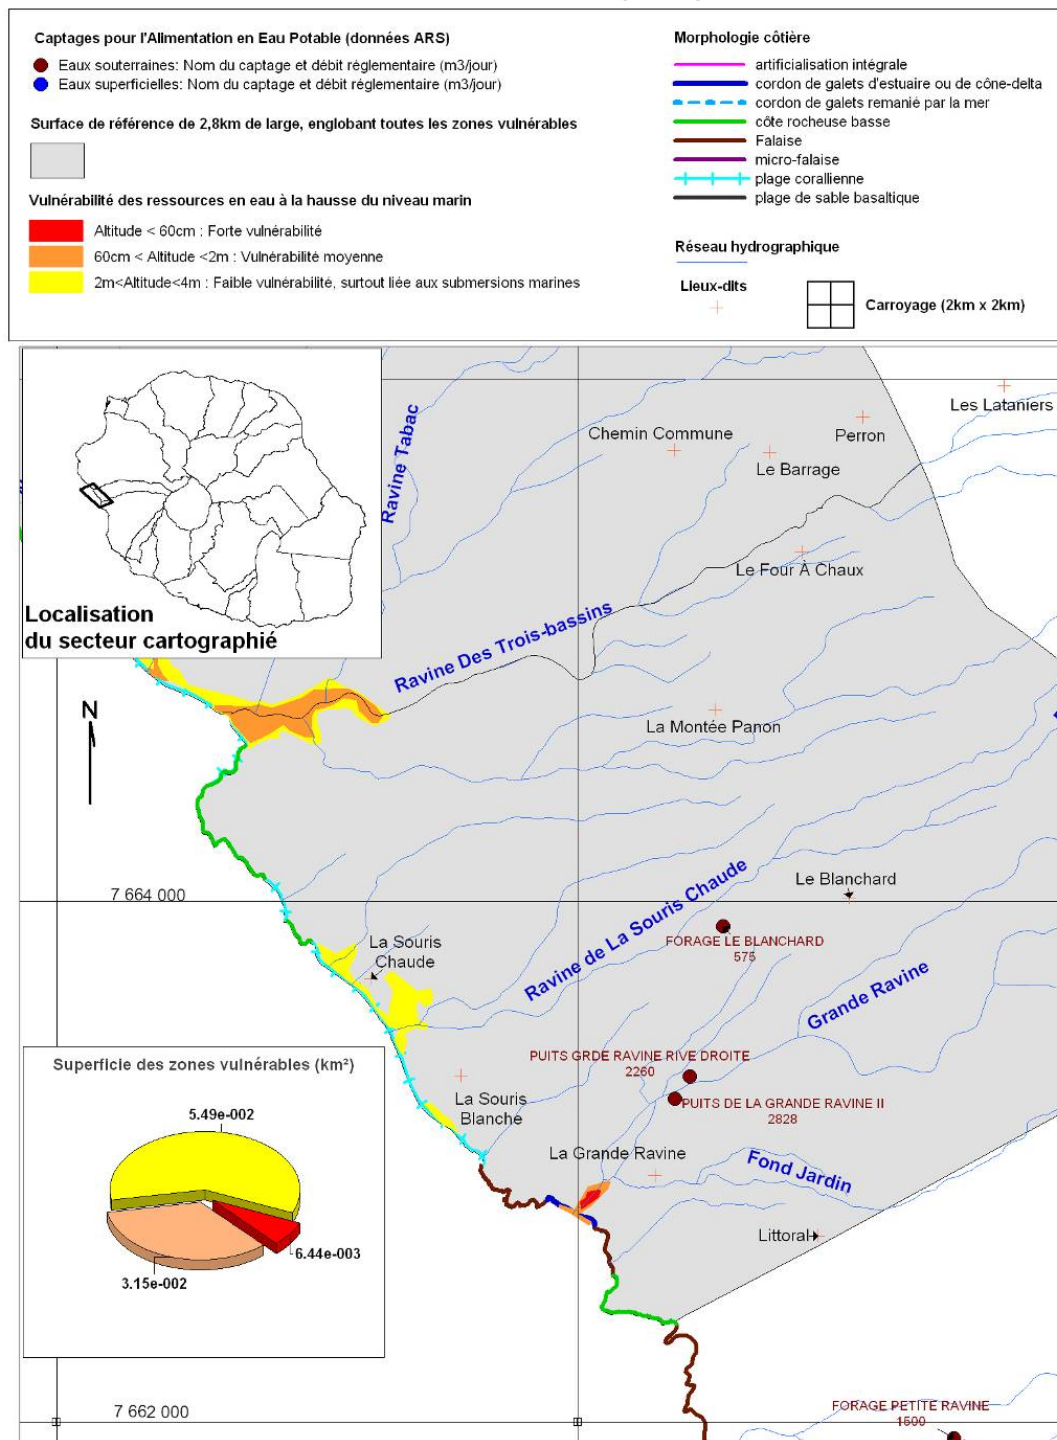 Captages pour l'Alimentation en Eau Potable (données ARS)
Eaux souterraines: Nom du captage et débit réglementaire (m3/jour)
Eaux superficielles: Nom du captage et débit réglementaire (m3/jour)
Surface de référence de 2,8km de large, englobant toutes les zones vulnérables
Vulnérabilité des ressources en eau à la hausse du niveau marin
Altitude < 60cm : Forte vulnérabilité
60cm < Altitude <2m : Vulnérabilité moyenne
2m<Altitude<4m : Faible vulnérabilité, surtout liée aux submersions marines
Morphologie côtière
artificialisation intégrale
cordon de galets d'estuaire ou de cône-delta
cordon de galets remanié par la mer
côte rocheuse basse
Falaise
micro-falaise
plage corallienne
plage de sable basaltique
Réseau hydrographique
Lieux-dits
Carroyage (2km x 2km)
Localisation
du secteur cartographié
Ravine Tabac
Les Lataniers
Perron
Chemin Commune
Le Barrage
Le Four À Chaux
Ravine Des Trois-bassins
N
La Montée Panon
7 664 000
Le Blanchard
Ravine de La Souris Chaude
FORAGE LE BLANCHARD
575
La Souris
Chaude
Grande Ravine
PUITS GRDE RAVINE RIVE DROITE
2260
PUITS DE LA GRANDE RAVINE II
2828
La Souris
Blanche
La Grande Ravine
Fond Jardin
Littoral
Superficie des zones vulnérables (km²)
5.49e-002
6.44e-003
3.15e-002
7 662 000
FORAGE PETITE RAVINE
1500